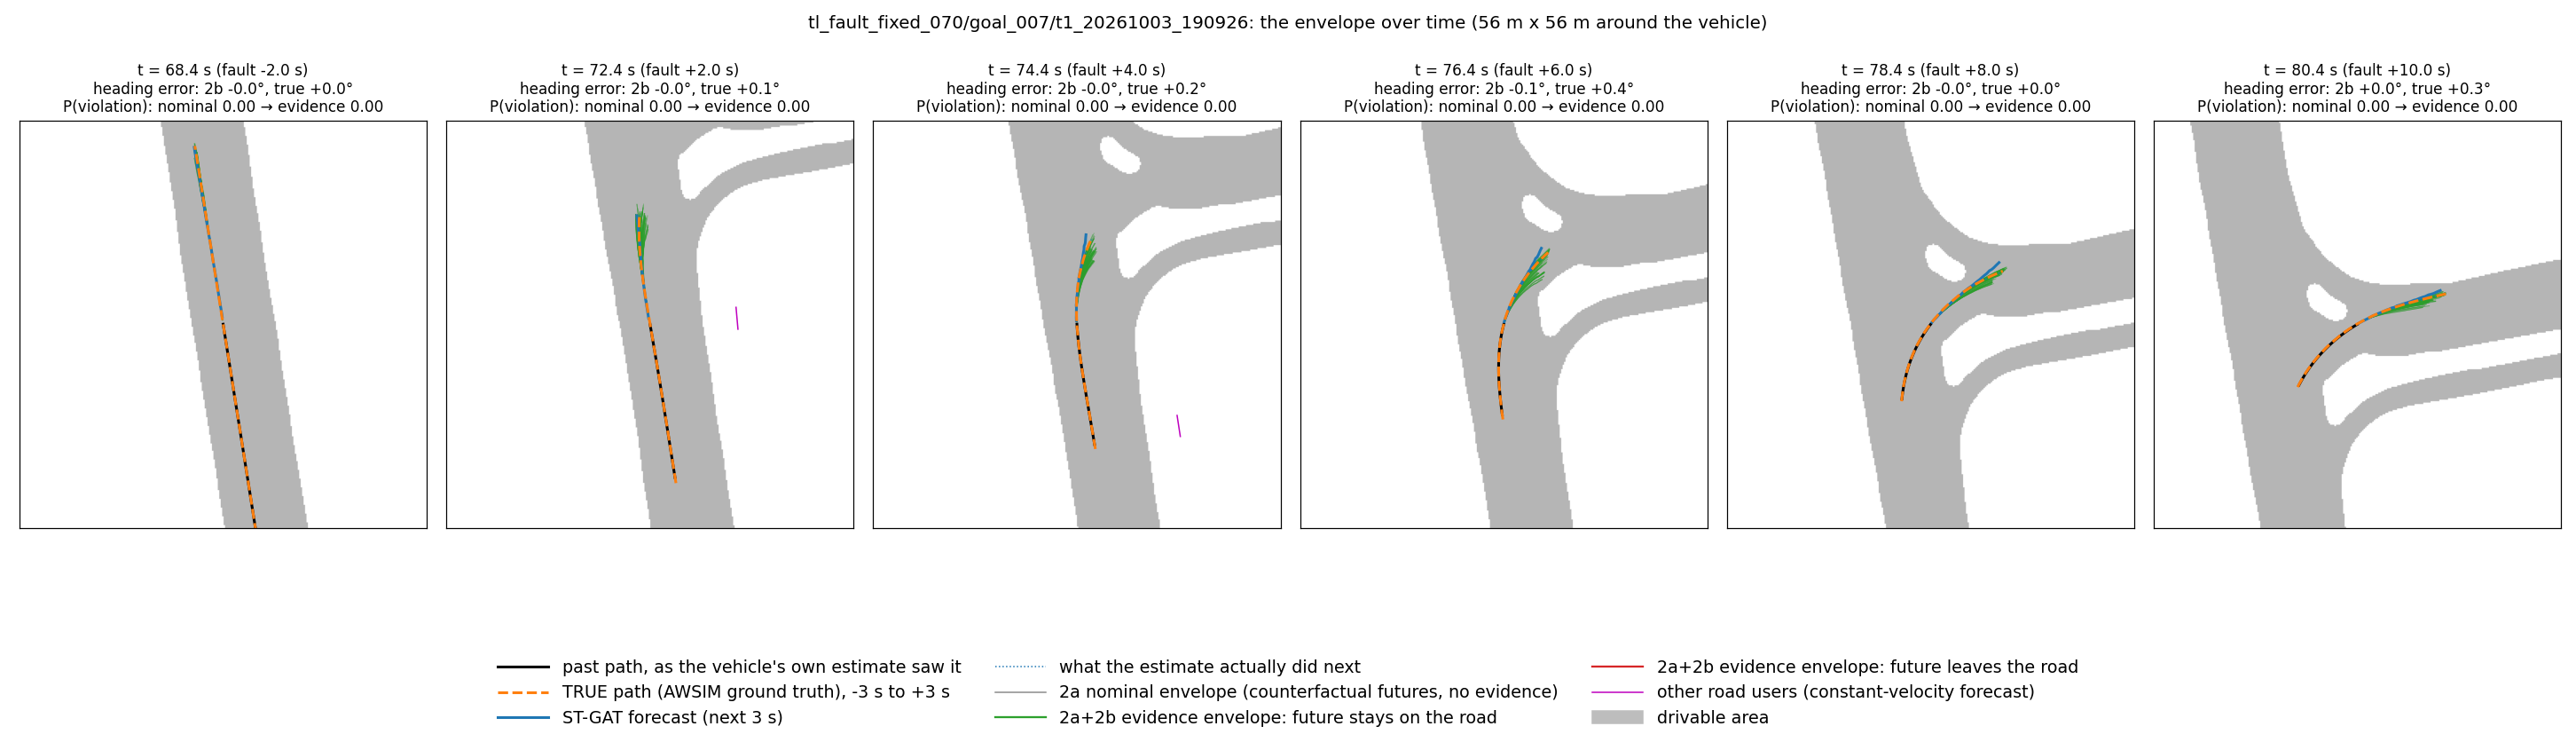 tl_fault_fixed_070/goal_007/t1_20261003_190926: the envelope over time (56 m x 56 m around the vehicle)
t = 68.4 s (fault -2.0 s)
heading error: 2b -0.0°, true +0.0°
P(violation): nominal 0.00 → evidence 0.00
t = 72.4 s (fault +2.0 s)
heading error: 2b -0.0°, true +0.1°
P(violation): nominal 0.00 → evidence 0.00
t = 74.4 s (fault +4.0 s)
heading error: 2b -0.0°, true +0.2°
P(violation): nominal 0.00 → evidence 0.00
t = 76.4 s (fault +6.0 s)
heading error: 2b -0.1°, true +0.4°
P(violation): nominal 0.00 → evidence 0.00
t = 78.4 s (fault +8.0 s)
heading error: 2b -0.0°, true +0.0°
P(violation): nominal 0.00 → evidence 0.00
t = 80.4 s (fault +10.0 s)
heading error: 2b +0.0°, true +0.3°
P(violation): nominal 0.00 → evidence 0.00
past path, as the vehicle's own estimate saw it
TRUE path (AWSIM ground truth), -3 s to +3 s
ST-GAT forecast (next 3 s)
what the estimate actually did next
2a nominal envelope (counterfactual futures, no evidence)
2a+2b evidence envelope: future stays on the road
2a+2b evidence envelope: future leaves the road
other road users (constant-velocity forecast)
drivable area